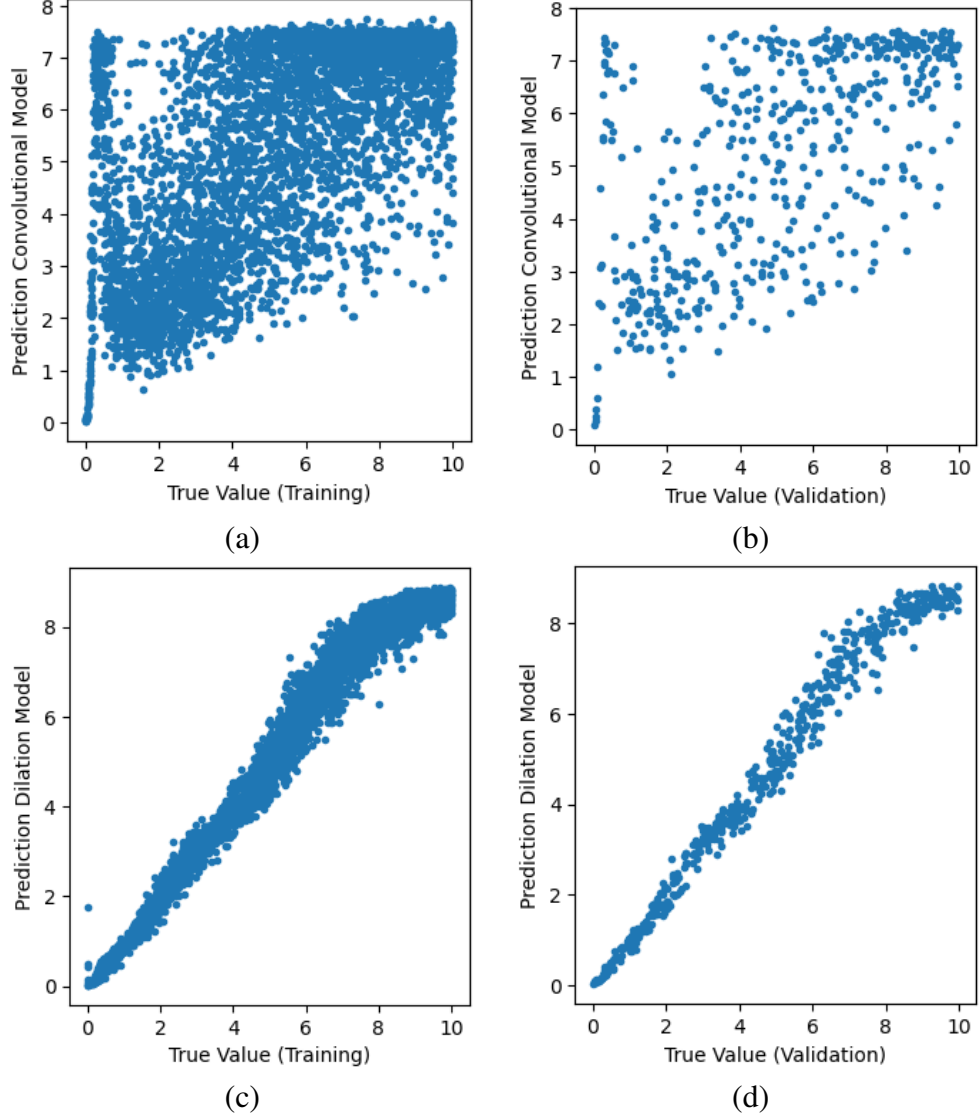 8
7
6
5
4
3
2
1
0
Prediction Convolutional Model
0 2 4 6 8 10
True Value (Training)
(a)
8
7
6
5
4
3
2
1
0
Prediction Convolutional Model
0 2 4 6 8 10
True Value (Validation)
(b)
8
6
4
2
0
Prediction Dilation Model
0 2 4 6 8 10
True Value (Training)
(c)
8
6
4
2
0
Prediction Dilation Model
0 2 4 6 8 10
True Value (Validation)
(d)